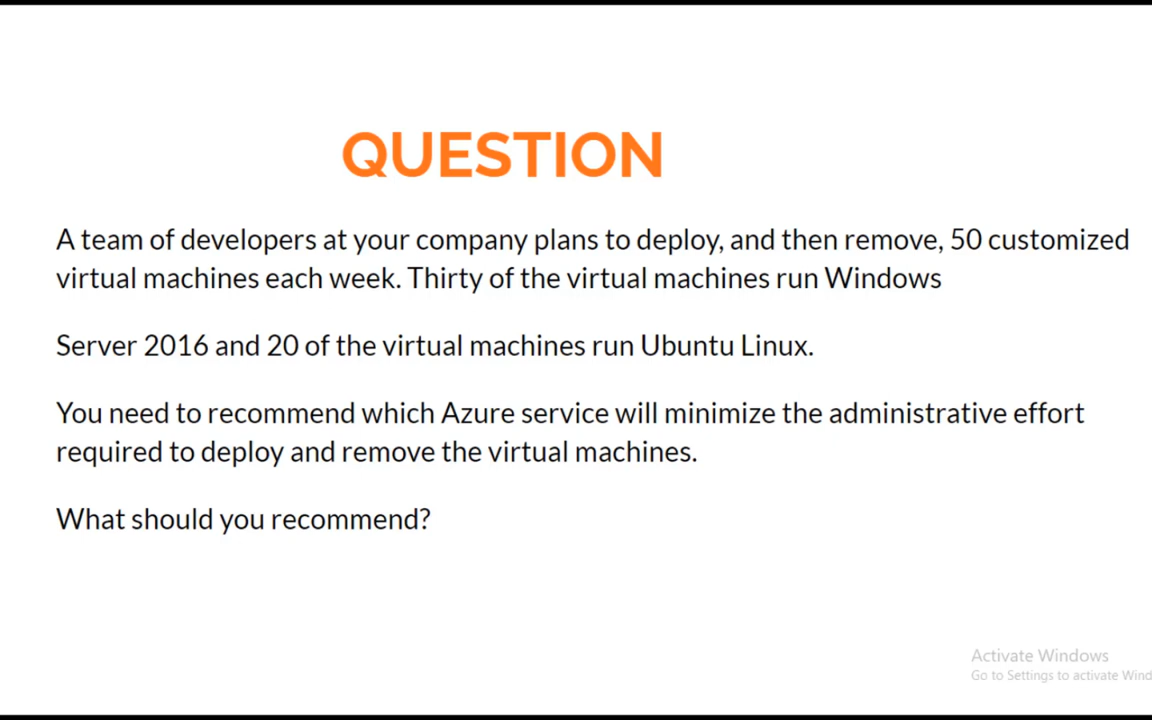 QUESTION
A team of developers at your company plans to deploy, and then remove, 50 customized
virtual machines each week. Thirty of the virtual machines run Windows
Server 2016 and 20 of the virtual machines run Ubuntu Linux.
You need to recommend which Azure service will minimize the administrative effort
required to deploy and remove the virtual machines.
What should you recommend?
Activate Windows
Go to Settings to activate Wind